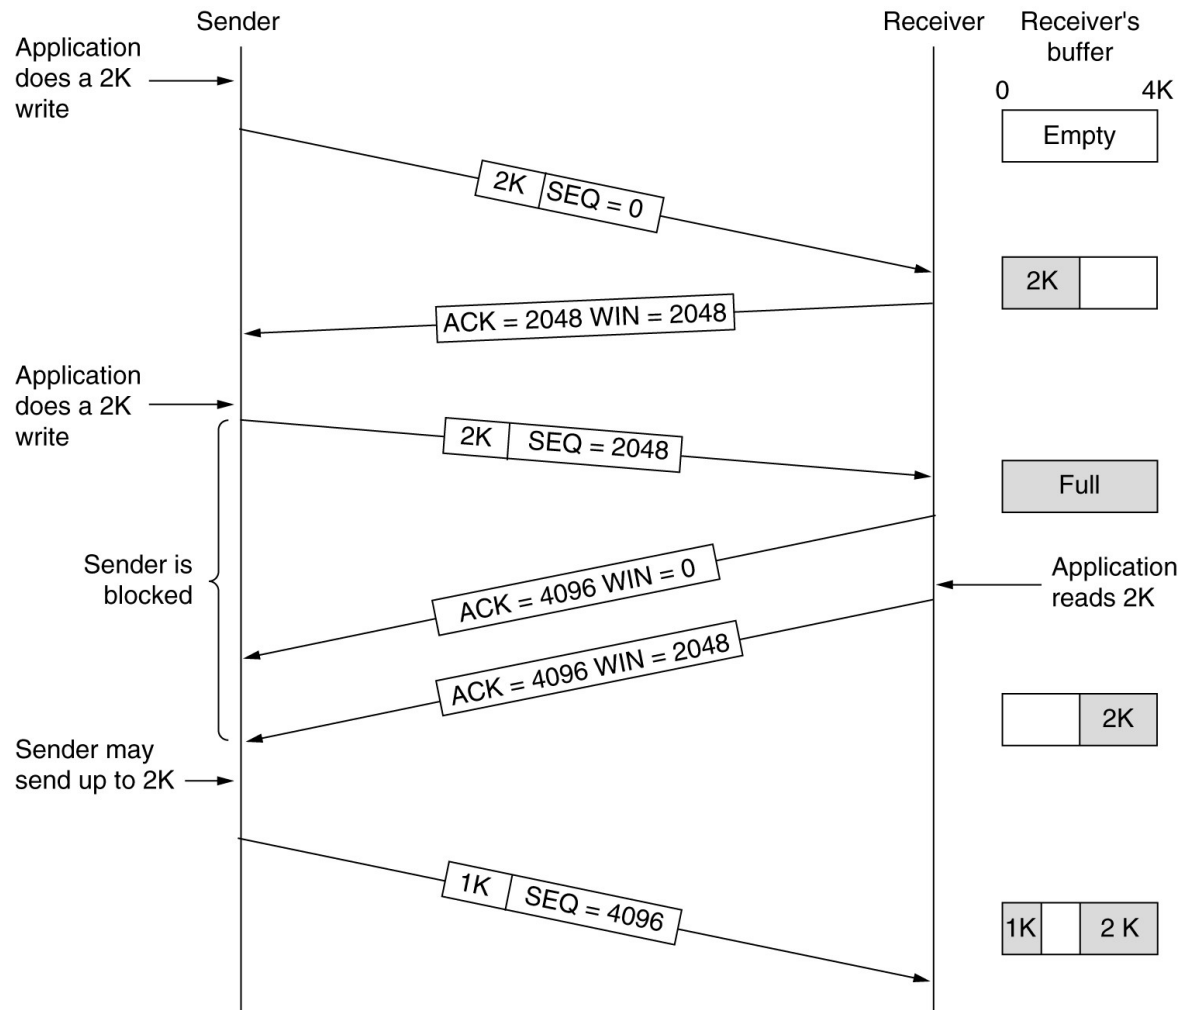 Sender
Receiver
Receiver's
buffer
Application
does a 2K
write
0
4K
Empty
2K
SEQ = 0
2K
ACK = 2048 WIN = 2048
Application
does a 2K
write
2K
SEQ = 2048
Full
Sender is
blocked
ACK = 4096 WIN = 0
Application
reads 2K
ACK = 4096 WIN = 2048
2K
Sender may
send up to 2K
1K
SEQ = 4096
1K
2 K